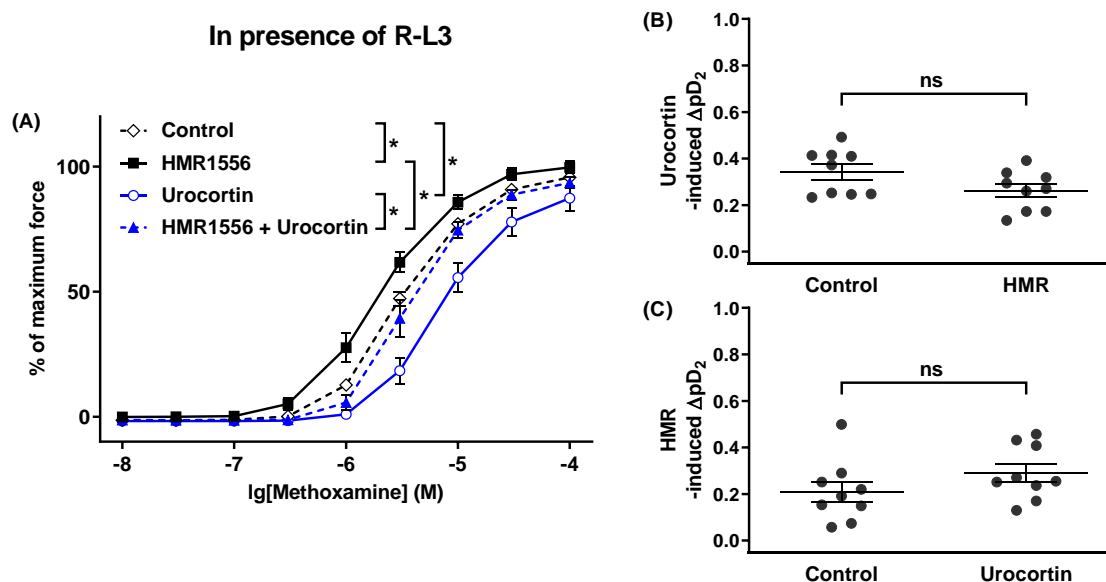 In presence of R-L3
(A)
Control
HMR1556
Urocortin
HMR1556 + Urocortin
*
*
*
*
% of maximum force
100
50
0
-8 -7 -6 -5 -4
lg[Methoxamine] (M)
(B)
Urocortin
-induced ΔpD₂
1.0
0.8
0.6
0.4
0.2
0.0
ns
Control HMR
(C)
HMR
-induced ΔpD₂
1.0
0.8
0.6
0.4
0.2
0.0
ns
Control Urocortin